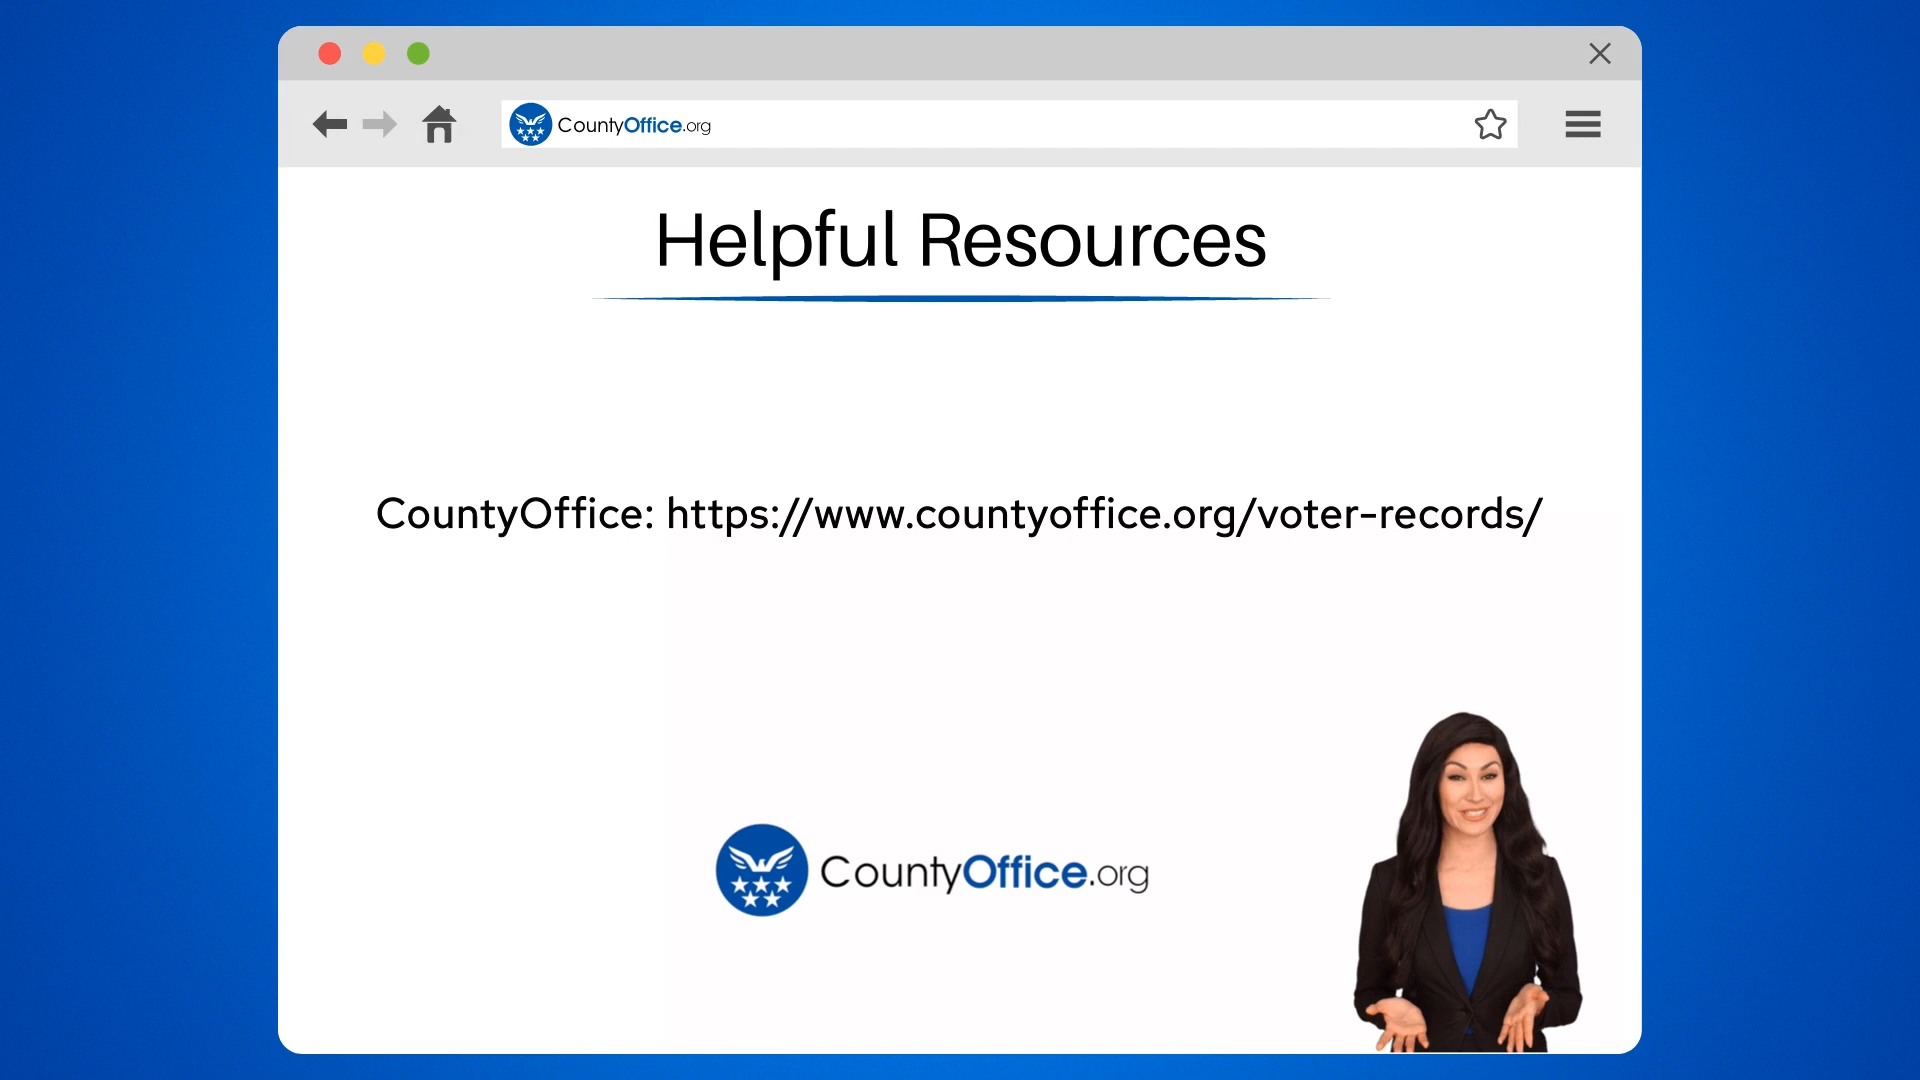 CountyOffice.org
Helpful Resources
CountyOffice: https://www.countyoffice.org/voter-records/
CountyOffice.org